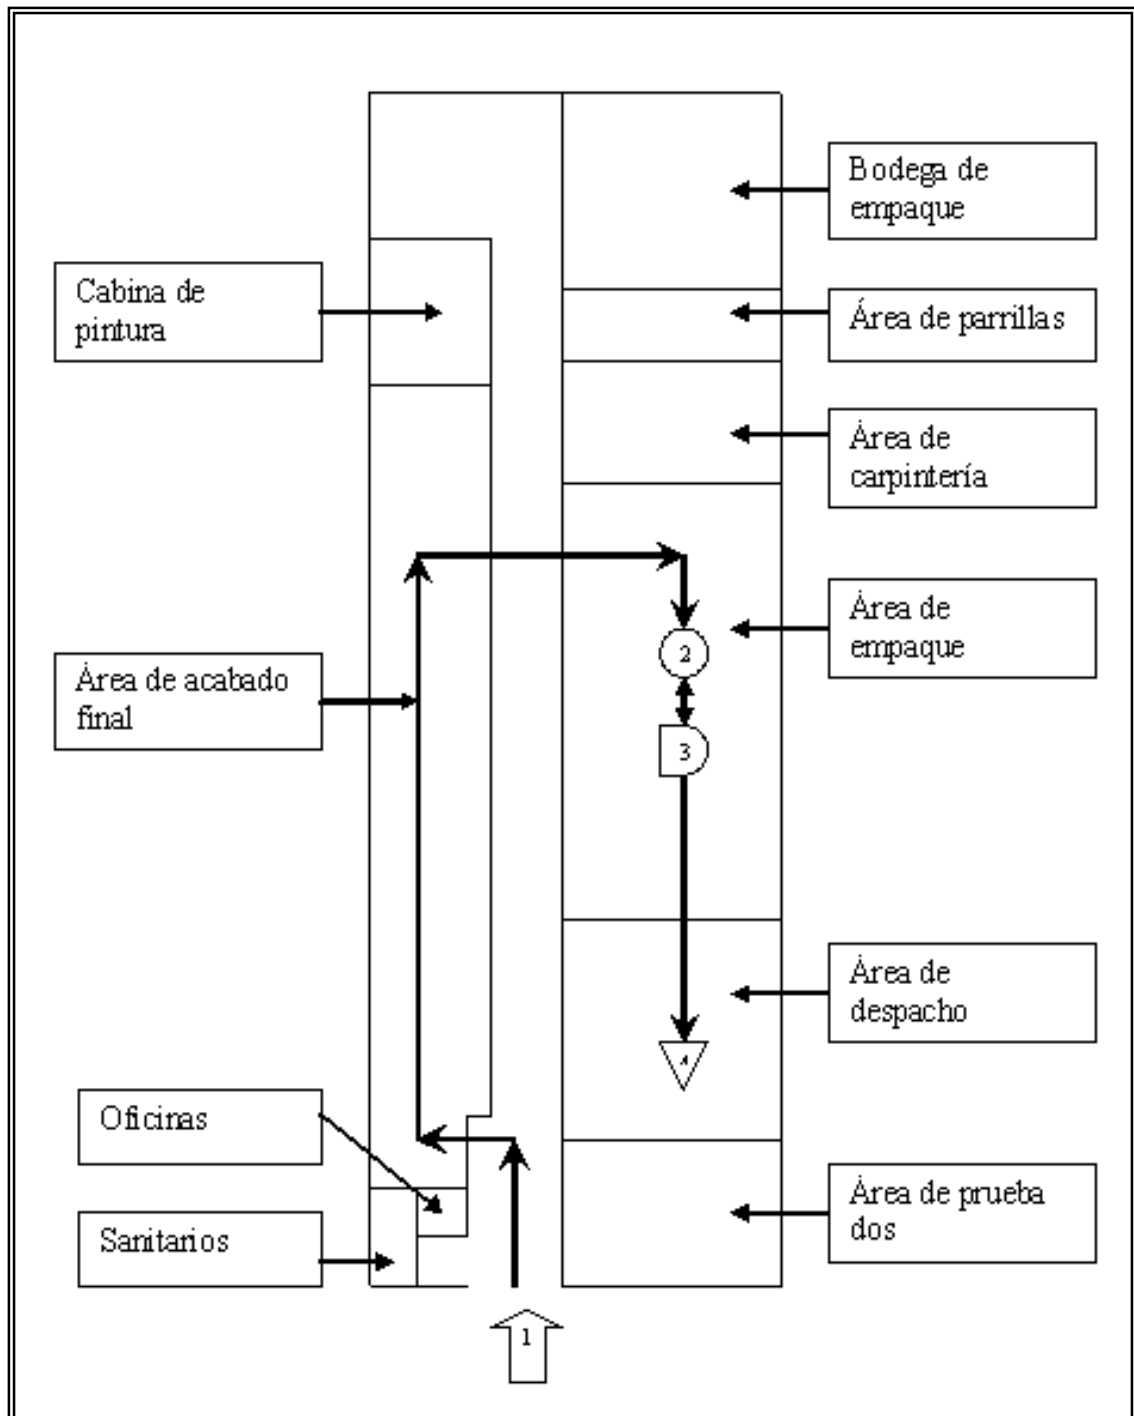 Bodega de
empaque
Cabina de
pintura
Área de parrillas
Área de
carpintería
Área de
empaque
2
Área de acabado
final
3
Área de
despacho
4
Oficinas
Área de prueba
dos
Sanitarios
1